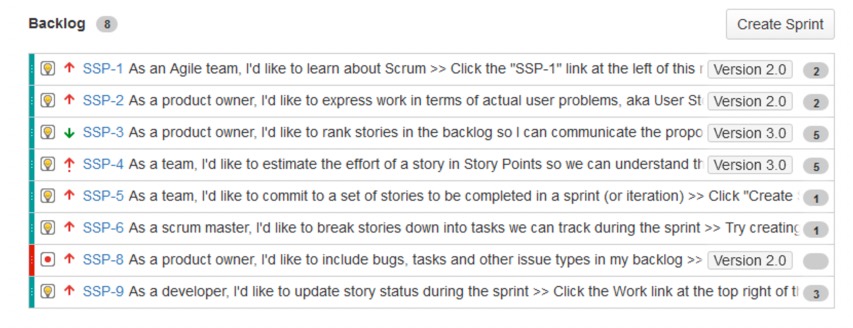 Backlog 8 Create Sprint
SSP-1 As an Agile team, I'd like to learn about Scrum >> Click the "SSP-1" link at the left of this Version 2.0 2
SSP-2 As a product owner, I'd like to express work in terms of actual user problems, aka User Version 2.0 2
SSP-3 As a product owner, I'd like to rank stories in the backlog so I can communicate the propo Version 3.0 5
SSP-4 As a team, I'd like to estimate the effort of a story in Story Points so we can understand Version 3.0 5
SSP-5 As a team, I'd like to commit to a set of stories to be completed in a sprint (or iteration) >> Click "Create 1
SSP-6 As a scrum master, I'd like to break stories down into tasks we can track during the sprint >> Try creating 1
SSP-8 As a product owner, I'd like to include bugs, tasks and other issue types in my backlog >> Version 2.0
SSP-9 As a developer, I'd like to update story status during the sprint >> Click the Work link at the top right of 3